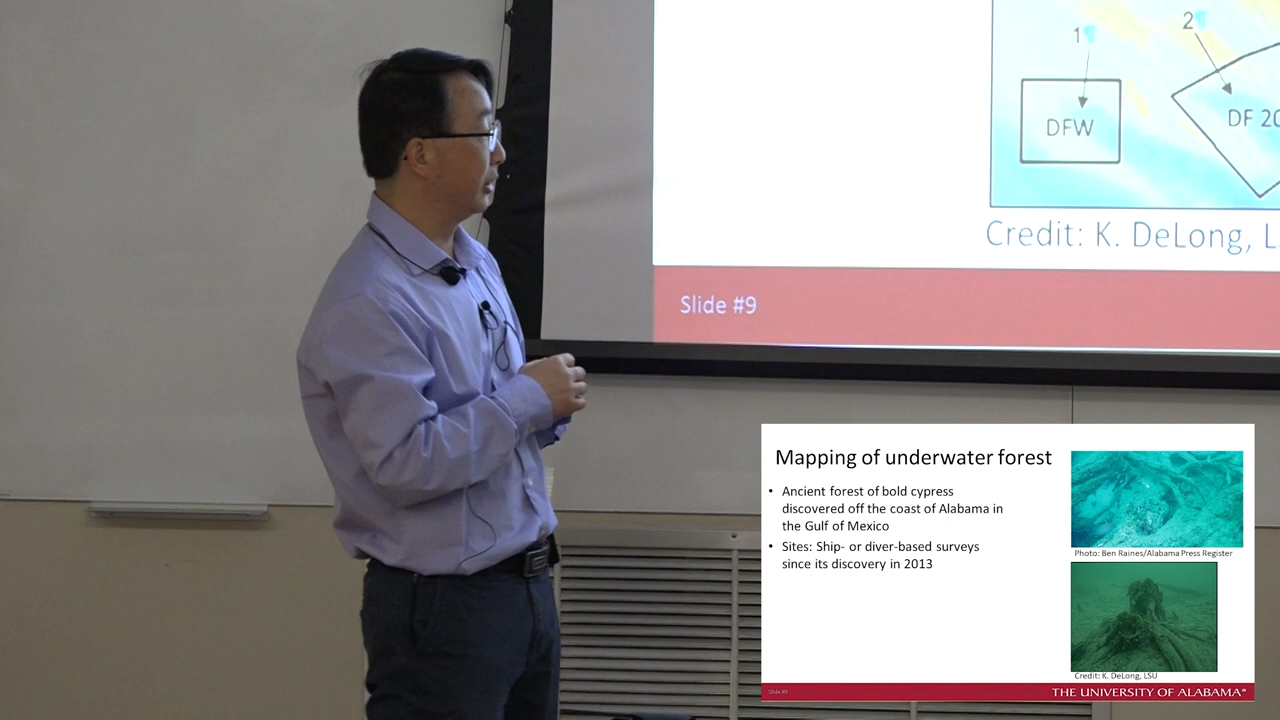 1
2
DFW
DF 20
Credit: K. DeLong, L
Slide #9
Mapping of underwater forest
• Ancient forest of bold cypress
discovered off the coast of Alabama in
the Gulf of Mexico
• Sites: Ship- or diver-based surveys
since its discovery in 2013
Photo: Ben Raines/Alabama Press Register
Credit: K. DeLong, LSU
Slide #9
THE UNIVERSITY OF ALABAMA®